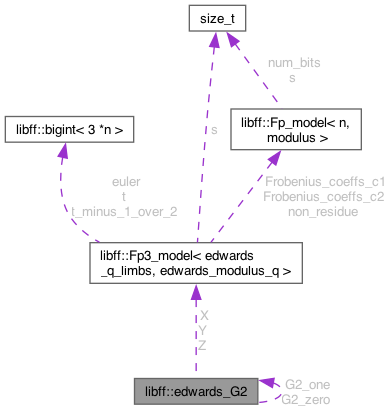 size_t
num_bits
s
libff::bigint< 3 *n >
s
libff::Fp_model< n,
modulus >
euler
t
t_minus_1_over_2
Frobenius_coeffs_c1
Frobenius_coeffs_c2
non_residue
libff::Fp3_model< edwards
_q_limbs, edwards_modulus_q >
X
Y
Z
libff::edwards_G2
G2_one
G2_zero